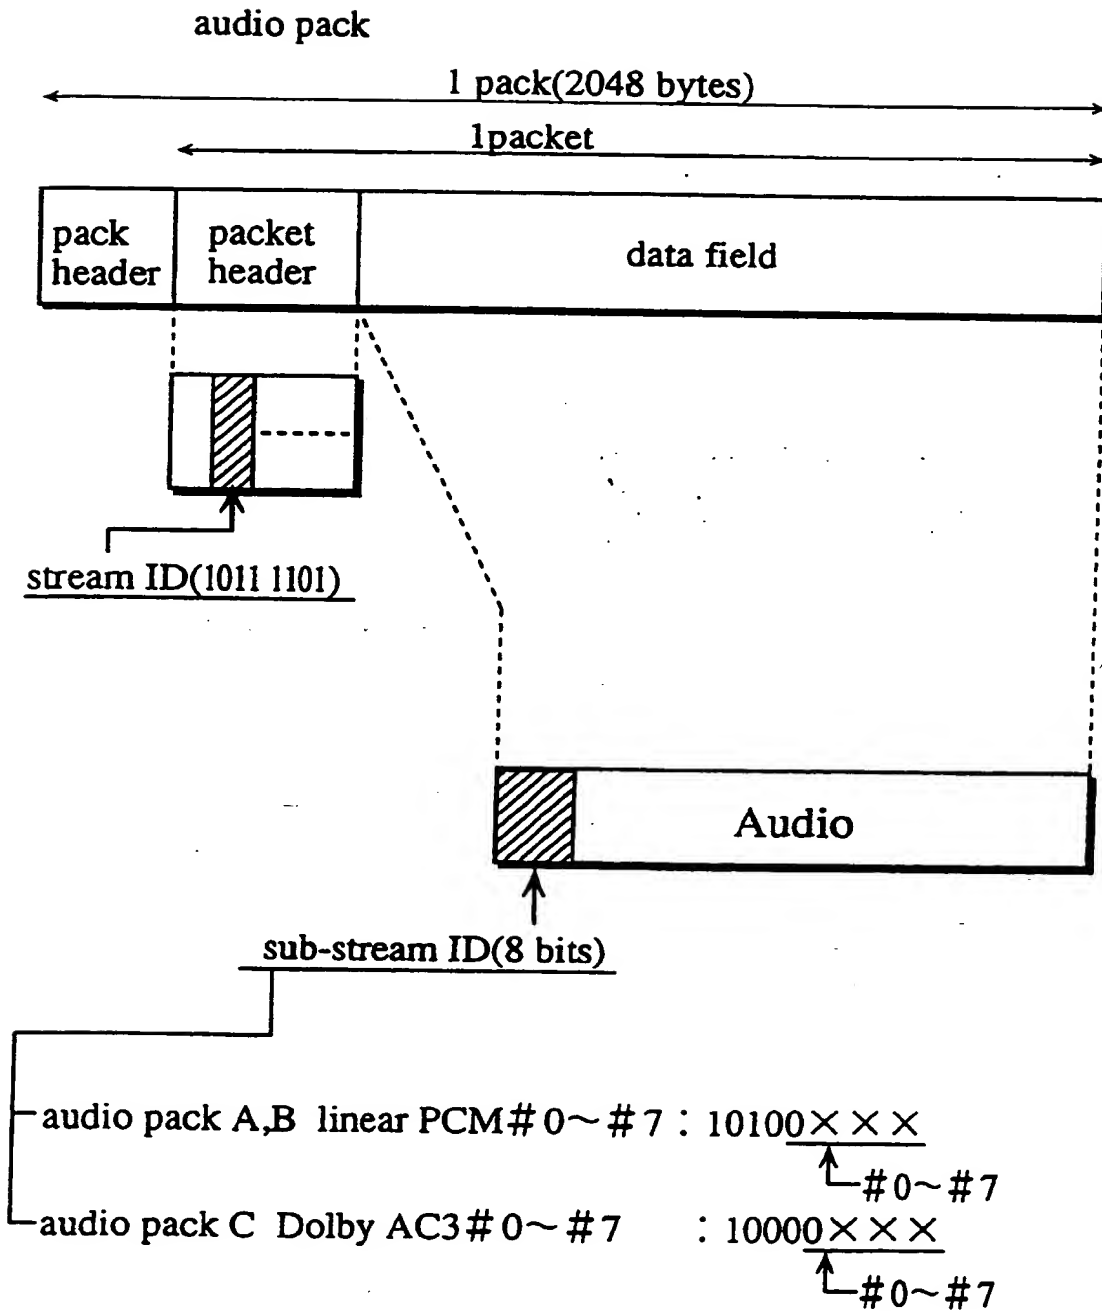 audio pack
1 pack(2048 bytes)
1packet
pack
header
packet
header
data field
stream ID(1011 1101)
Audio
sub-stream ID(8 bits)
audio pack A,B linear PCM#0~#7 : 10100×××
#0~#7
audio pack C Dolby AC3#0~#7 : 10000×××
#0~#7